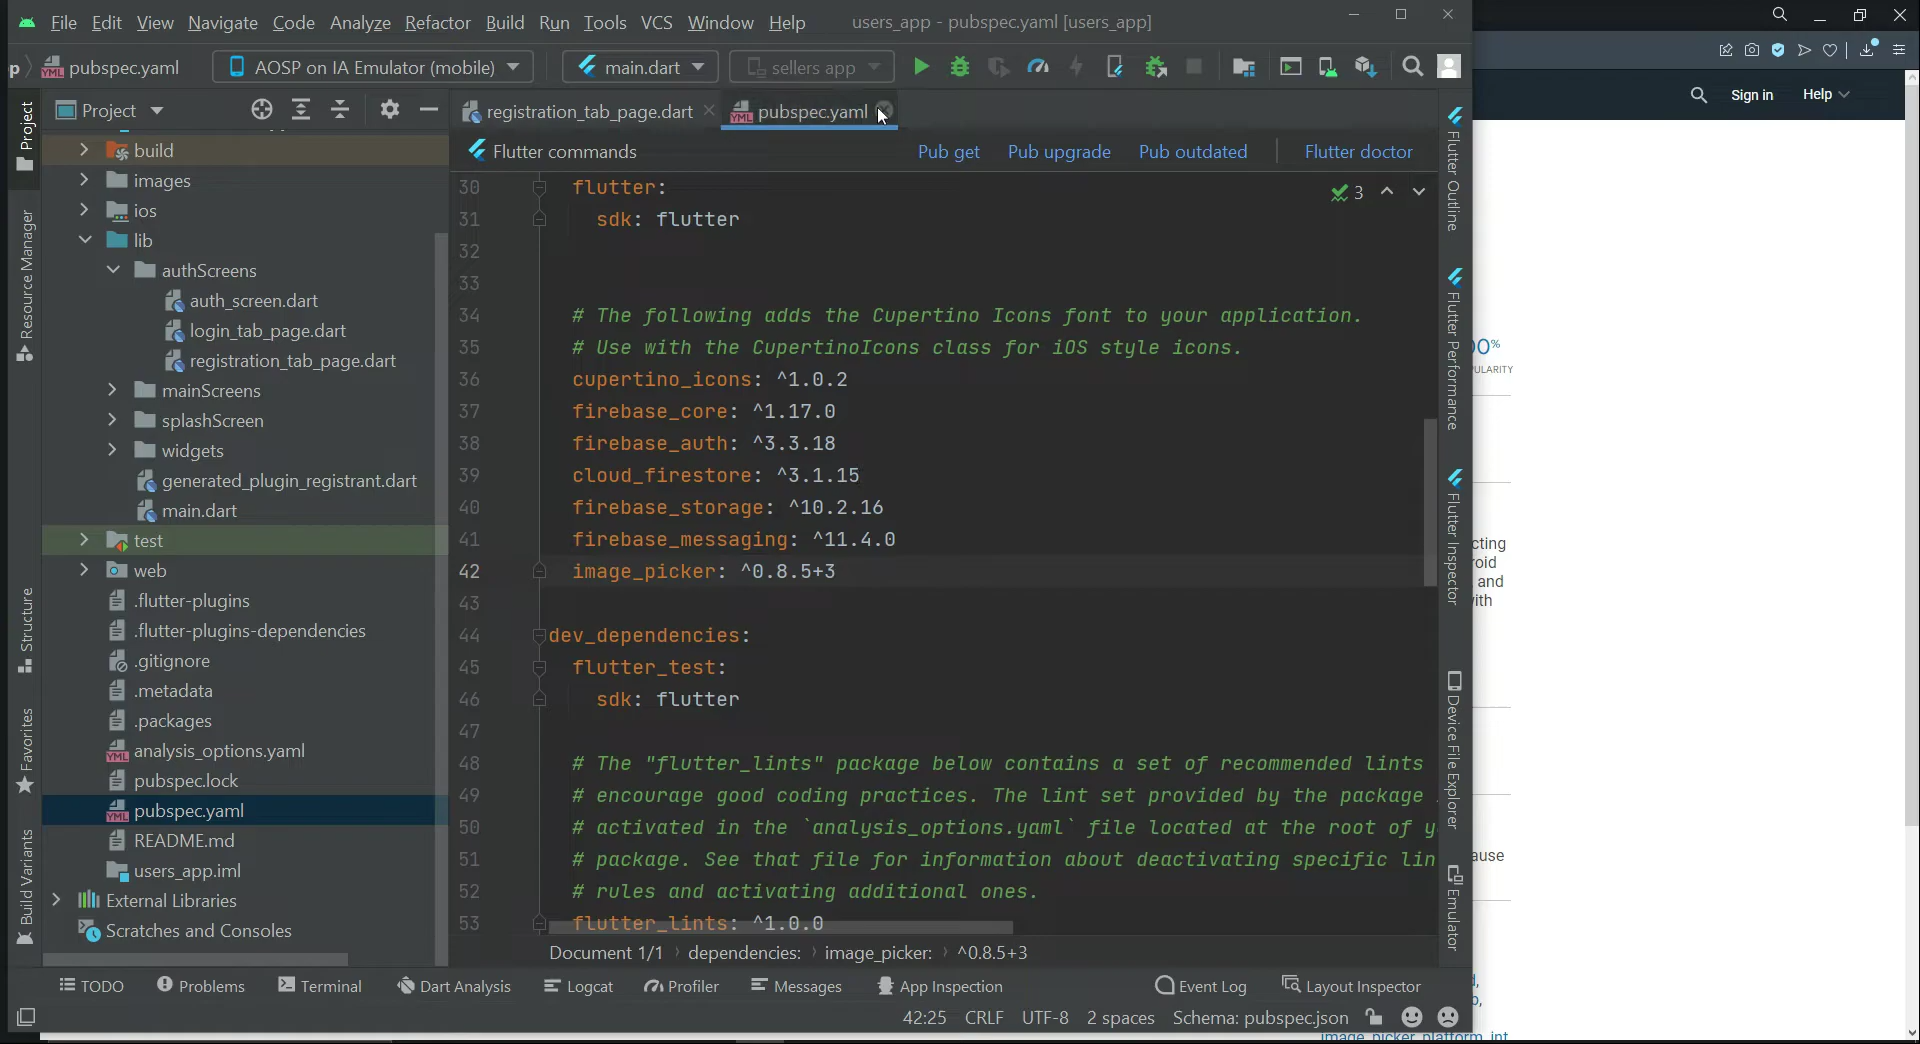 File Edit View Navigate Code Analyze Refactor Build Run Tools VCS Window Help users_app - pubspec.yaml [users_app]
p pubspec.yaml AOSP on IA Emulator (mobile) main.dart sellers app
Project registration_tab_page.dart pubspec.yaml
Flutter commands Pub get Pub upgrade Pub outdated Flutter doctor
Sign in Help
Project
Resource Manager
Structure
Favorites
Build Variants
build
images
ios
lib
authScreens
auth_screen.dart
login_tab_page.dart
registration_tab_page.dart
mainScreens
splashScreen
widgets
generated_plugin_registrant.dart
main.dart
test
web
.flutter-plugins
.flutter-plugins-dependencies
.gitignore
.metadata
.packages
analysis_options.yaml
pubspec.lock
pubspec.yaml
README.md
users_app.iml
External Libraries
Scratches and Consoles
3
30 flutter:
31 sdk: flutter
32
33
34 # The following adds the Cupertino Icons font to your application.
35 # Use with the CupertinoIcons class for iOS style icons.
36 cupertino_icons: ^1.0.2
37 firebase_core: ^1.17.0
38 firebase_auth: ^3.3.18
39 cloud_firestore: ^3.1.15
40 firebase_storage: ^10.2.16
41 firebase_messaging: ^11.4.0
42 image_picker: ^0.8.5+3
43
44 dev_dependencies:
45 flutter_test:
46 sdk: flutter
47
48 # The "flutter_lints" package below contains a set of recommended lints
49 # encourage good coding practices. The lint set provided by the package
50 # activated in the `analysis_options.yaml` file located at the root of y
51 # package. See that file for information about deactivating specific lin
52 # rules and activating additional ones.
53 flutter_lints: ^1.0.0
Document 1/1 dependencies: image_picker: ^0.8.5+3
Flutter Outline
Flutter Performance
Flutter Inspector
Device File Explorer
Emulator
0%
ULARITY
cting
oid
and
ith
ause
TODO Problems Terminal Dart Analysis Logcat Profiler Messages App Inspection Event Log Layout Inspector
42:25 CRLF UTF-8 2 spaces Schema: pubspec.json